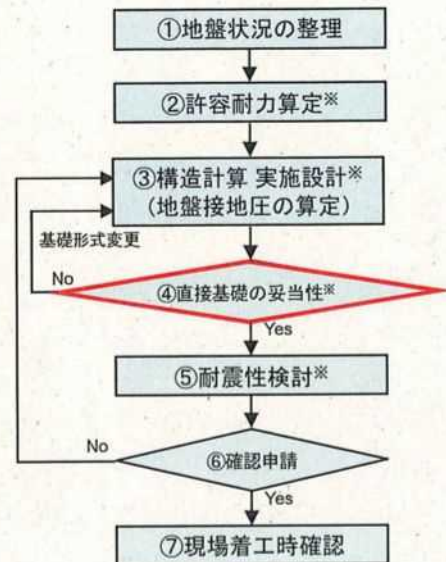 ①地盤状況の整理
②許容耐力算定※
③構造計算 実施設計※
(地盤接地圧の算定)
基礎形式変更
No
④直接基礎の妥当性※
Yes
⑤耐震性検討※
No
⑥確認申請
Yes
⑦現場着工時確認